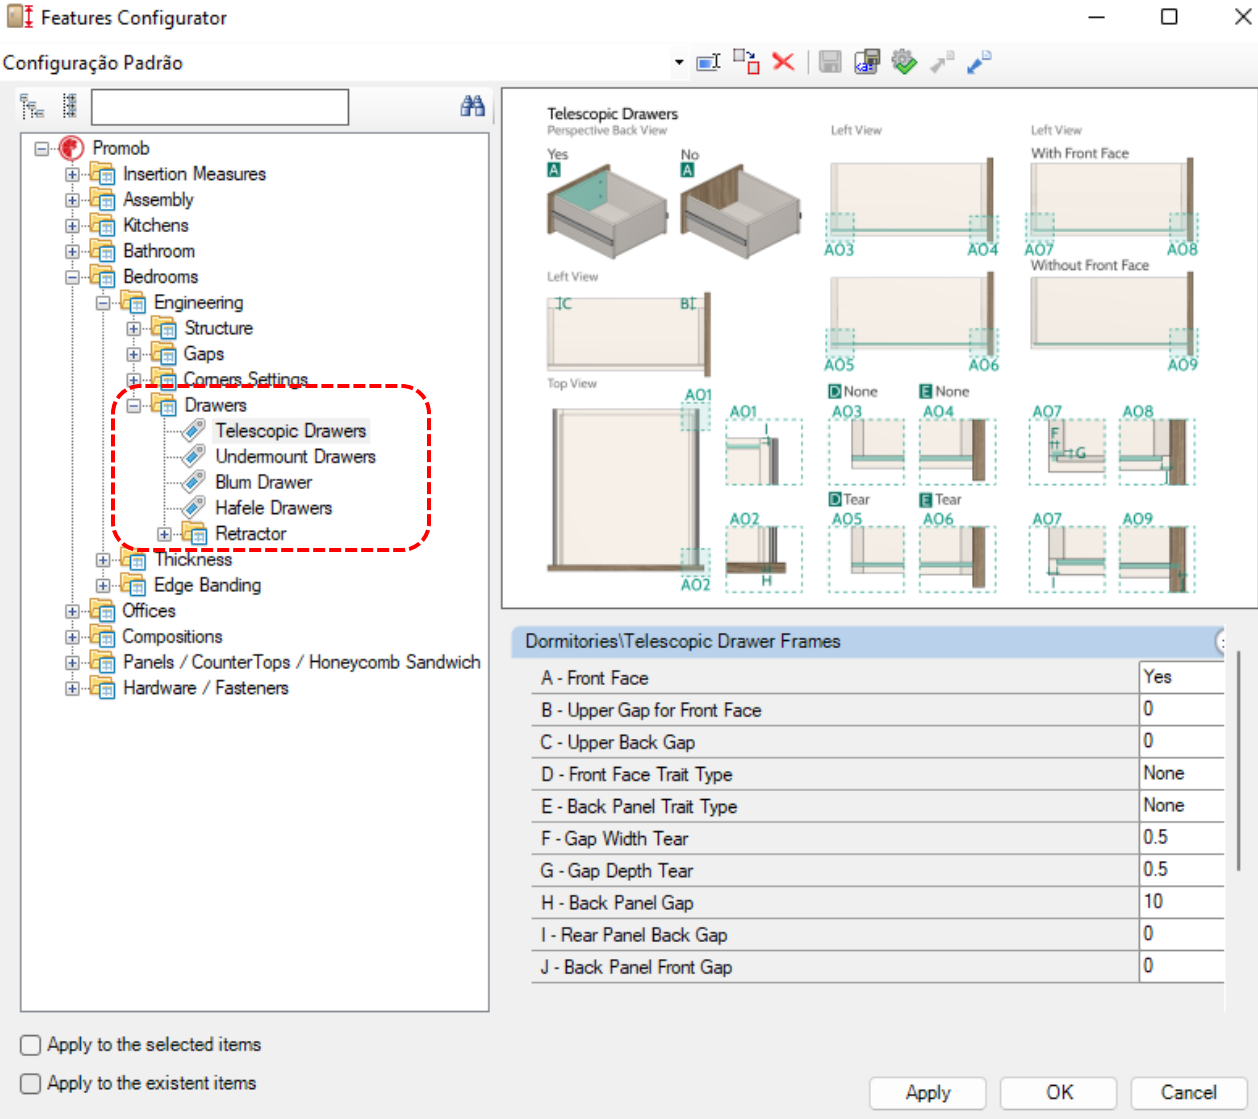 Features Configurator
Configuração Padrão
Promob
Insertion Measures
Assembly
Kitchens
Bathroom
Bedrooms
Engineering
Structure
Gaps
Corners Settings
Drawers
Telescopic Drawers
Undermount Drawers
Blum Drawer
Hafele Drawers
Retractor
Thickness
Edge Banding
Offices
Compositions
Panels / CounterTops / Honeycomb Sandwich
Hardware / Fasteners
Telescopic Drawers
Perspective Back View
Yes
A
No
A
Left View
C
B
Top View
AO1
AO2
AO1
I
AO2
H
Left View
AO3
AO4
AO5
AO6
Left View
With Front Face
AO7
AO8
Without Front Face
AO9
D None
E None
AO3
AO4
AO7
AO8
F
G
J
D Tear
E Tear
AO5
AO6
AO7
AO9
I
Dormitories\Telescopic Drawer Frames
A - Front Face Yes
B - Upper Gap for Front Face 0
C - Upper Back Gap 0
D - Front Face Trait Type None
E - Back Panel Trait Type None
F - Gap Width Tear 0.5
G - Gap Depth Tear 0.5
H - Back Panel Gap 10
I - Rear Panel Back Gap 0
J - Back Panel Front Gap 0
Apply to the selected items
Apply to the existent items
Apply
OK
Cancel